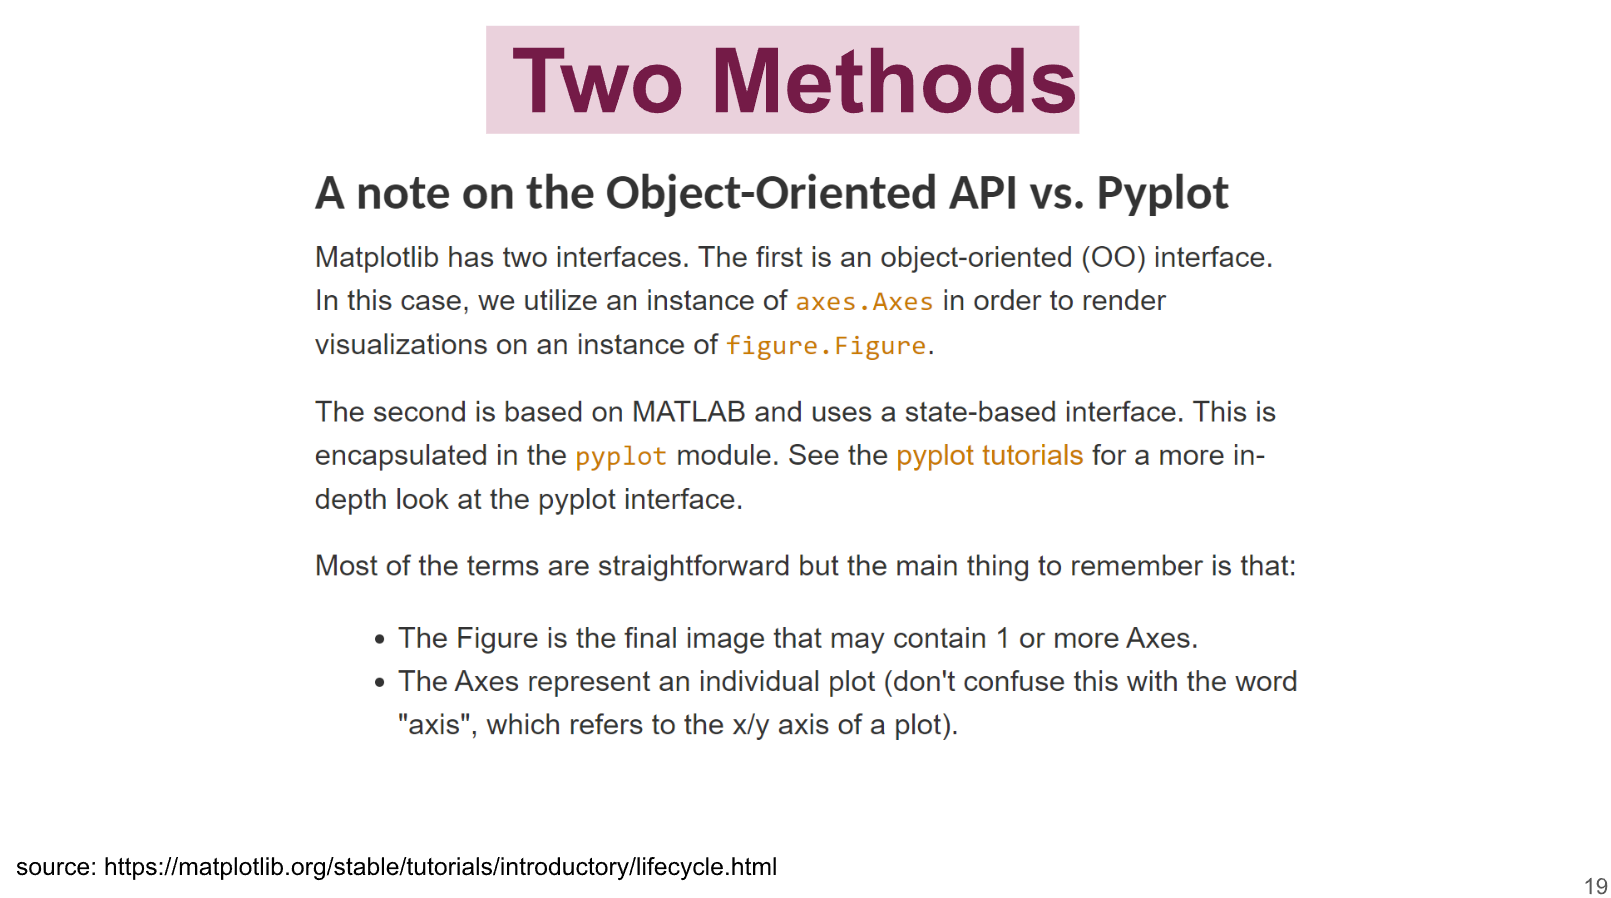 Two Methods
A note on the Object-Oriented API vs. Pyplot
Matplotlib has two interfaces. The first is an object-oriented (OO) interface.
In this case, we utilize an instance of axes.Axes in order to render
visualizations on an instance of figure.Figure.
The second is based on MATLAB and uses a state-based interface. This is
encapsulated in the pyplot module. See the pyplot tutorials for a more in-
depth look at the pyplot interface.
Most of the terms are straightforward but the main thing to remember is that:
• The Figure is the final image that may contain 1 or more Axes.
• The Axes represent an individual plot (don't confuse this with the word
"axis", which refers to the x/y axis of a plot).
source: https://matplotlib.org/stable/tutorials/introductory/lifecycle.html
19